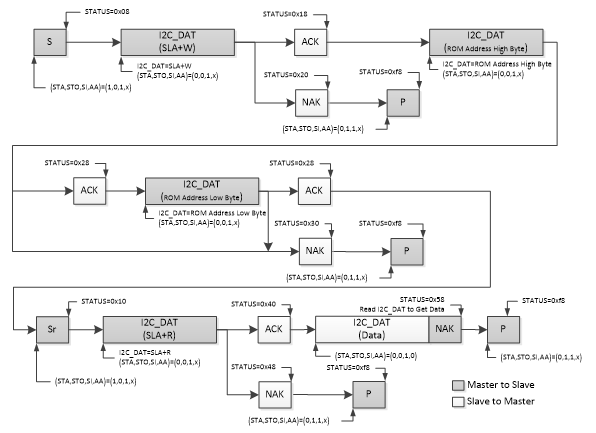 STATUS=0x08
S
I2C_DAT
(SLA+W)
STATUS=0x18
ACK
I2C_DAT
(ROM Address High Byte)
I2C_DAT=SLA+W
(STA,STO,SI,AA)=(0,0,1,x)
(STA,STO,SI,AA)=(1,0,1,x)
I2C_DAT=ROM Address High Byte
(STA,STO,SI,AA)=(0,0,1,x)
STATUS=0x20
NAK
STATUS=0xf8
P
(STA,STO,SI,AA)=(0,1,1,x)
STATUS=0x28
ACK
I2C_DAT
(ROM Address Low Byte)
STATUS=0x28
ACK
I2C_DAT=ROM Address Low Byte
(STA,STO,SI,AA)=(0,0,1,x)
STATUS=0x30
NAK
STATUS=0xf8
P
(STA,STO,SI,AA)=(0,1,1,x)
STATUS=0x10
Sr
I2C_DAT
(SLA+R)
STATUS=0x40
ACK
STATUS=0x58
Read I2C_DAT to Get Data
I2C_DAT
(Data)
NAK
STATUS=0xf8
P
I2C_DAT=SLA+R
(STA,STO,SI,AA)=(0,0,1,x)
(STA,STO,SI,AA)=(0,0,1,0)
(STA,STO,SI,AA)=(0,1,1,x)
(STA,STO,SI,AA)=(1,0,1,x)
STATUS=0x48
NAK
STATUS=0xf8
P
(STA,STO,SI,AA)=(0,1,1,x)
Master to Slave
Slave to Master